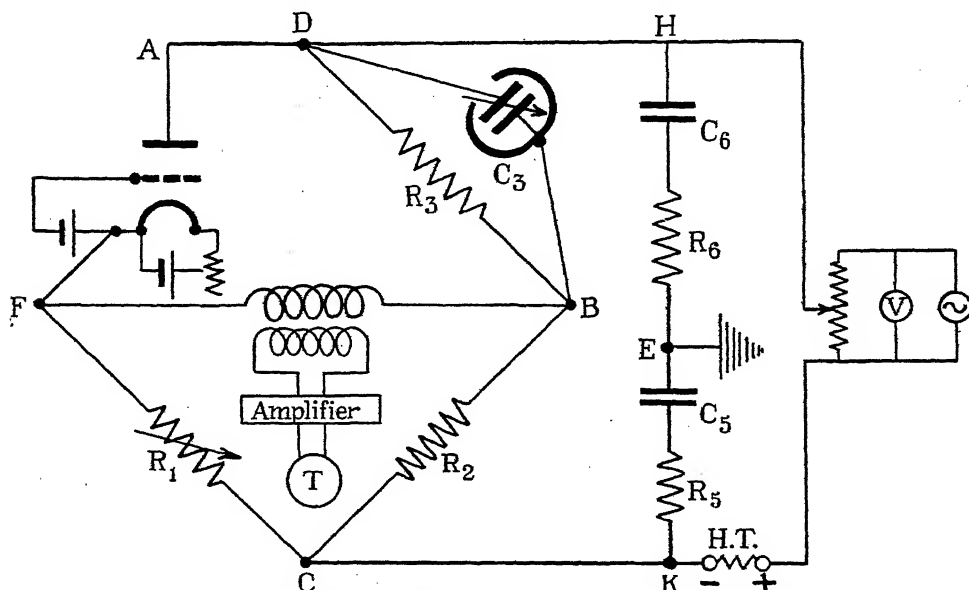 D
H
A
C₆
C₃
R₃
R₆
F
B
V
E
C₅
Amplifier
R₁
T
R₂
R₅
H.T.
C
K
- +